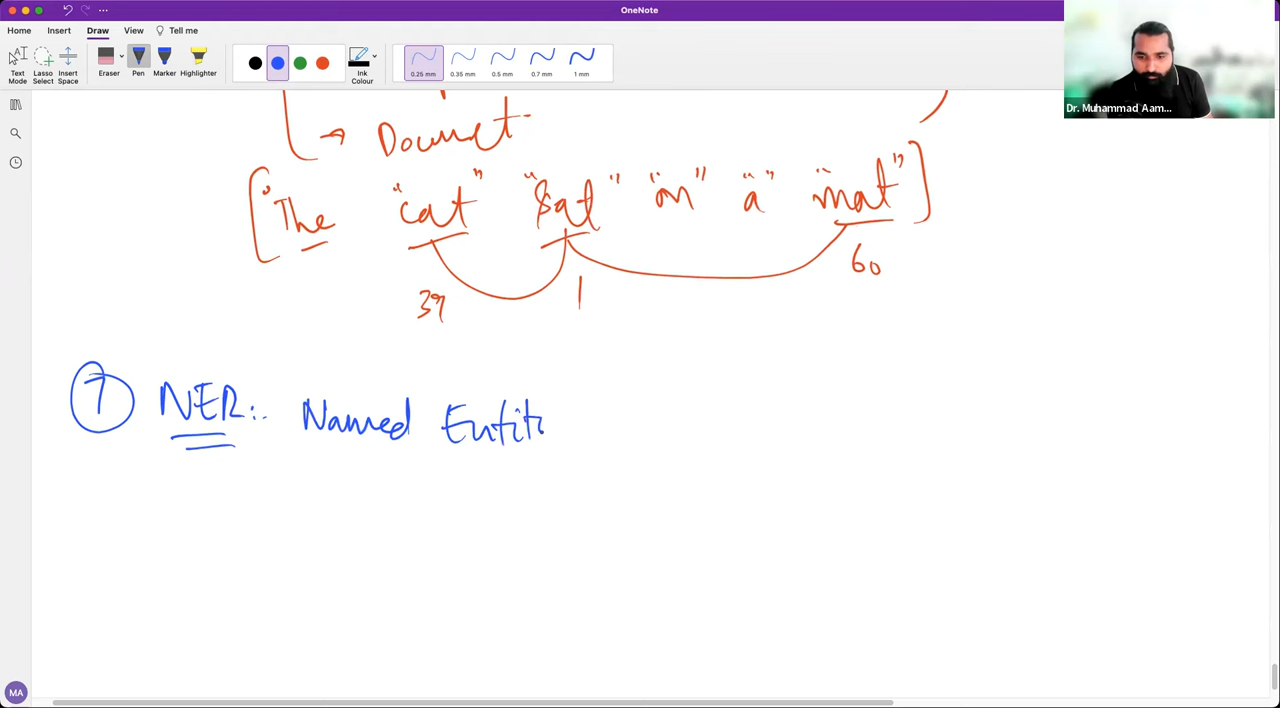 OneNote
Home Insert Draw View Tell me
Text Mode Lasso Select Insert Space Eraser Pen Marker Highlighter Ink Colour 0.25 mm 0.35 mm 0.5 mm 0.7 mm 1 mm
Dr. Muhammad Aam...
→
["The "cat" "sat" "on" "a" "mat"]
39 1 60
7 NER:- Named Entit
MA